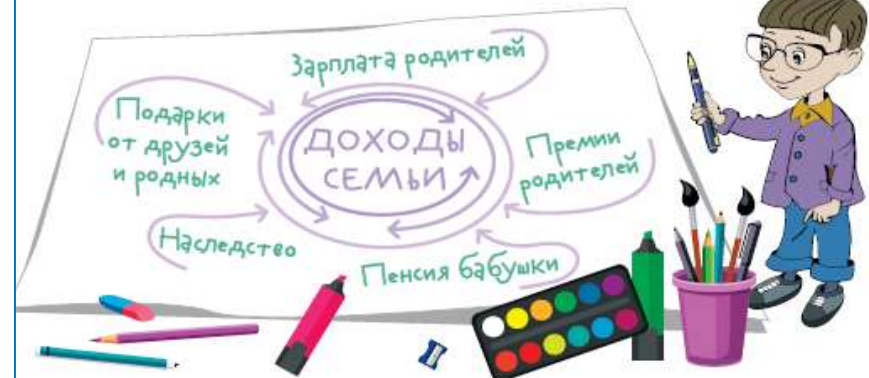 Зарплата родителей
Подарки
от друзей
и родных
ДОХОДЫ
СЕМЬИ
Премии
родителей
Наследство
Пенсия бабушки